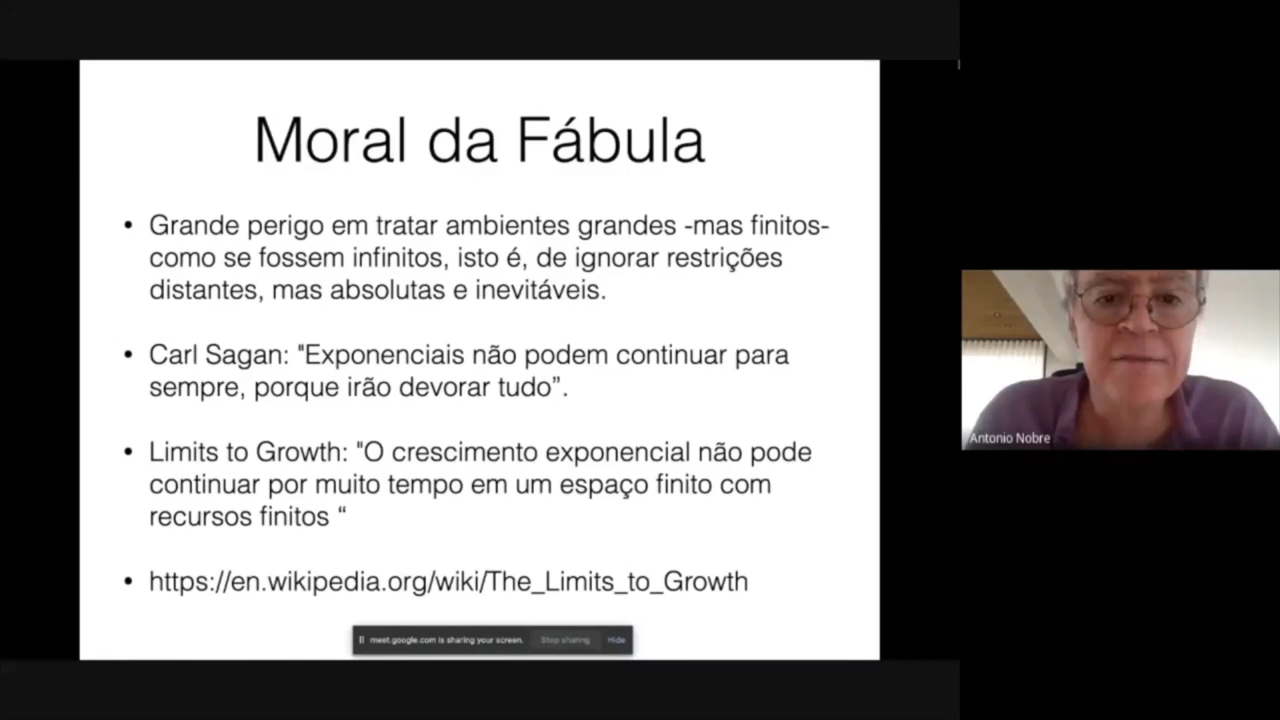 Moral da Fábula
• Grande perigo em tratar ambientes grandes -mas finitos-
como se fossem infinitos, isto é, de ignorar restrições
distantes, mas absolutas e inevitáveis.
• Carl Sagan: "Exponenciais não podem continuar para
sempre, porque irão devorar tudo”.
• Limits to Growth: "O crescimento exponencial não pode
continuar por muito tempo em um espaço finito com
recursos finitos “
• https://en.wikipedia.org/wiki/The_Limits_to_Growth
meet.google.com is sharing your screen. Stop sharing Hide
Antonio Nobre